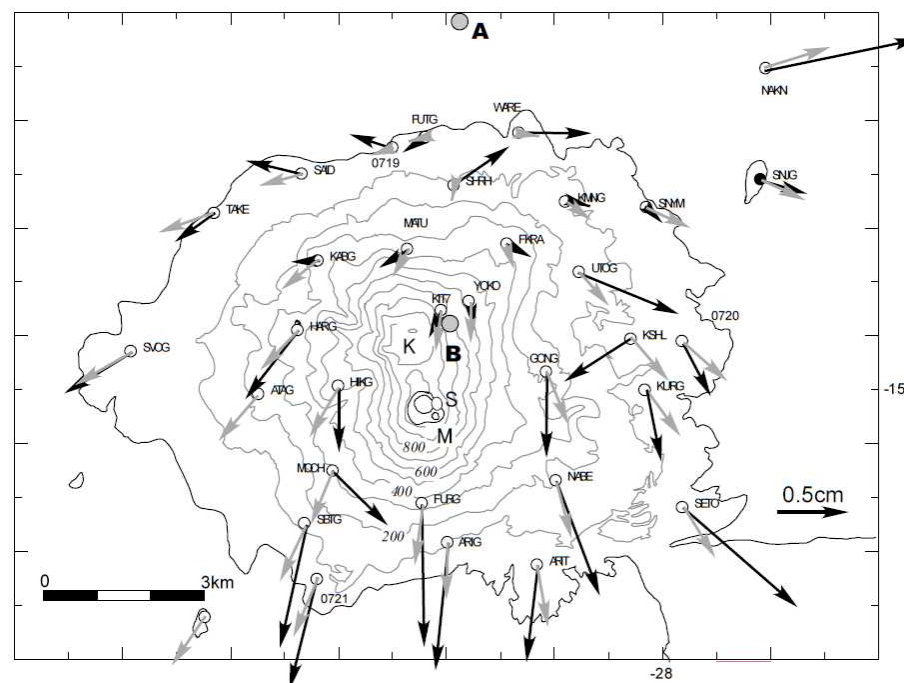 A
NAKN
WARE
FUTG
0719
SAID
SHRH
SNJG
KMNG
SNYM
TAKE
MATU
FKRA
KABG
UTOG
YOKO
KIT7
0720
HARG
K
B
KSHL
SVOG
GONG
HIKG
KURG
-15
ATAG
S
M
800
MOCH
600
NABE
400
FURG
0.5cm
SETO
SBTG
200
ARIG
ARIT
0
3km
0721
-28